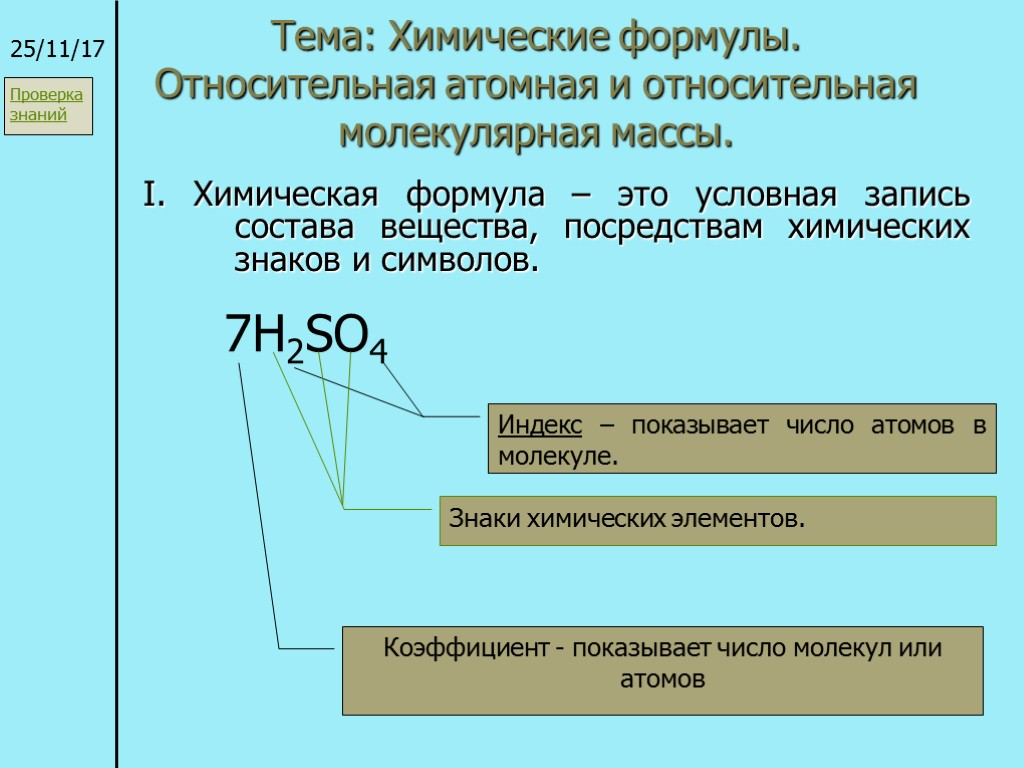 25/11/17
Проверка
знаний
Тема: Химические формулы.
Относительная атомная и относительная
молекулярная массы.
I. Химическая формула – это условная запись
состава вещества, посредствам химических
знаков и символов.
7H₂SO₄
Индекс – показывает число атомов в
молекуле.
Знаки химических элементов.
Коэффициент - показывает число молекул или
атомов